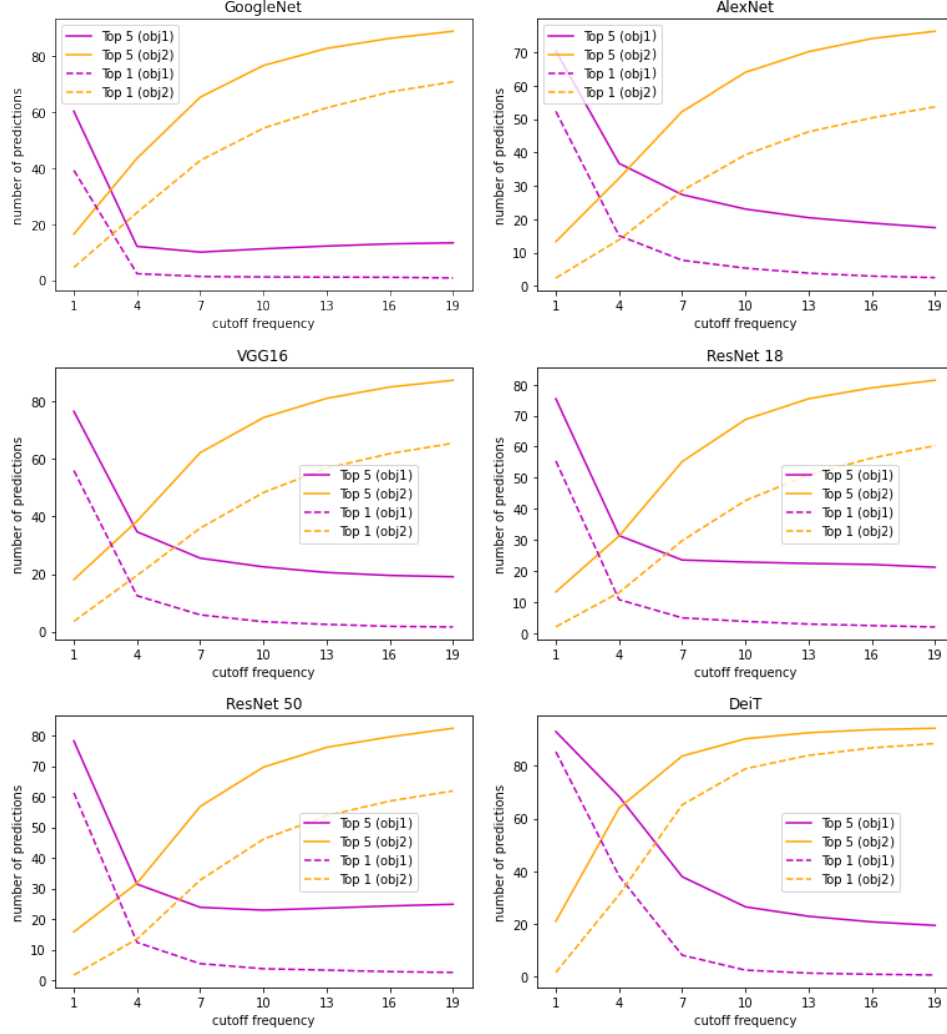 GoogleNet
Top 5 (obj1)
Top 5 (obj2)
Top 1 (obj1)
Top 1 (obj2)
number of predictions
80
60
40
20
0
1 4 7 10 13 16 19
cutoff frequency
AlexNet
Top 5 (obj1)
Top 5 (obj2)
Top 1 (obj1)
Top 1 (obj2)
number of predictions
70
60
50
40
30
20
10
0
1 4 7 10 13 16 19
cutoff frequency
VGG16
Top 5 (obj1)
Top 5 (obj2)
Top 1 (obj1)
Top 1 (obj2)
number of predictions
80
60
40
20
0
1 4 7 10 13 16 19
cutoff frequency
ResNet 18
Top 5 (obj1)
Top 5 (obj2)
Top 1 (obj1)
Top 1 (obj2)
number of predictions
80
70
60
50
40
30
20
10
0
1 4 7 10 13 16 19
cutoff frequency
ResNet 50
Top 5 (obj1)
Top 5 (obj2)
Top 1 (obj1)
Top 1 (obj2)
number of predictions
80
70
60
50
40
30
20
10
0
1 4 7 10 13 16 19
cutoff frequency
DeiT
Top 5 (obj1)
Top 5 (obj2)
Top 1 (obj1)
Top 1 (obj2)
number of predictions
80
60
40
20
0
1 4 7 10 13 16 19
cutoff frequency